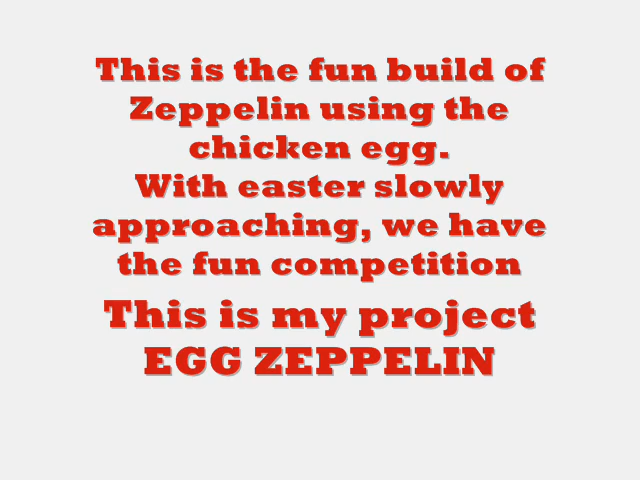 This is the fun build of
Zeppelin using the
chicken egg.
With easter slowly
approaching, we have
the fun competition
This is my project
EGG ZEPPELIN